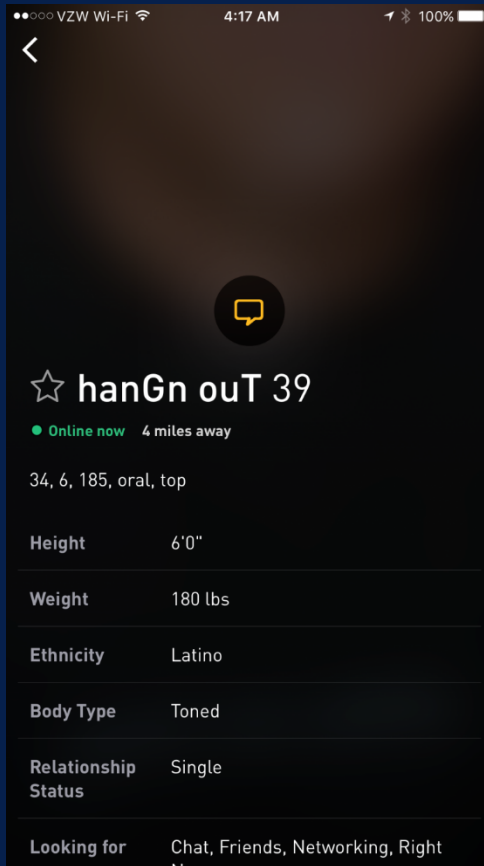 VZW Wi-Fi 4:17 AM 100%
hanGn ouT 39
Online now 4 miles away
34, 6, 185, oral, top
Height 6'0"
Weight 180 lbs
Ethnicity Latino
Body Type Toned
Relationship Single
Status
Looking for Chat, Friends, Networking, Right